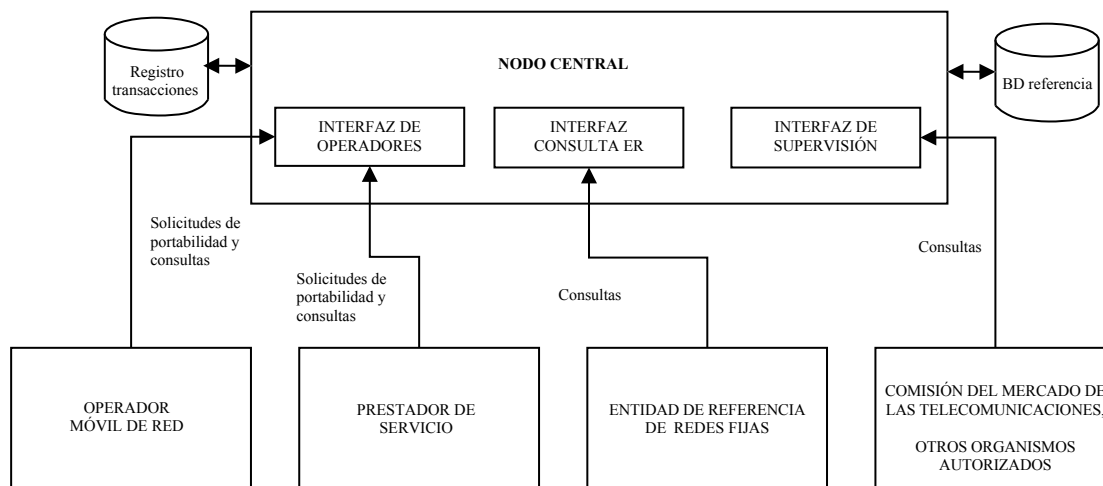 NODO CENTRAL
Registro
transacciones
BD referencia
INTERFAZ DE
OPERADORES
INTERFAZ
CONSULTA ER
INTERFAZ DE
SUPERVISIÓN
Solicitudes de
portabilidad y
consultas
Solicitudes de
portabilidad y
consultas
Consultas
Consultas
OPERADOR
MÓVIL DE RED
PRESTADOR DE
SERVICIO
ENTIDAD DE REFERENCIA
DE REDES FIJAS
COMISIÓN DEL MERCADO DE
LAS TELECOMUNICACIONES,
OTROS ORGANISMOS
AUTORIZADOS